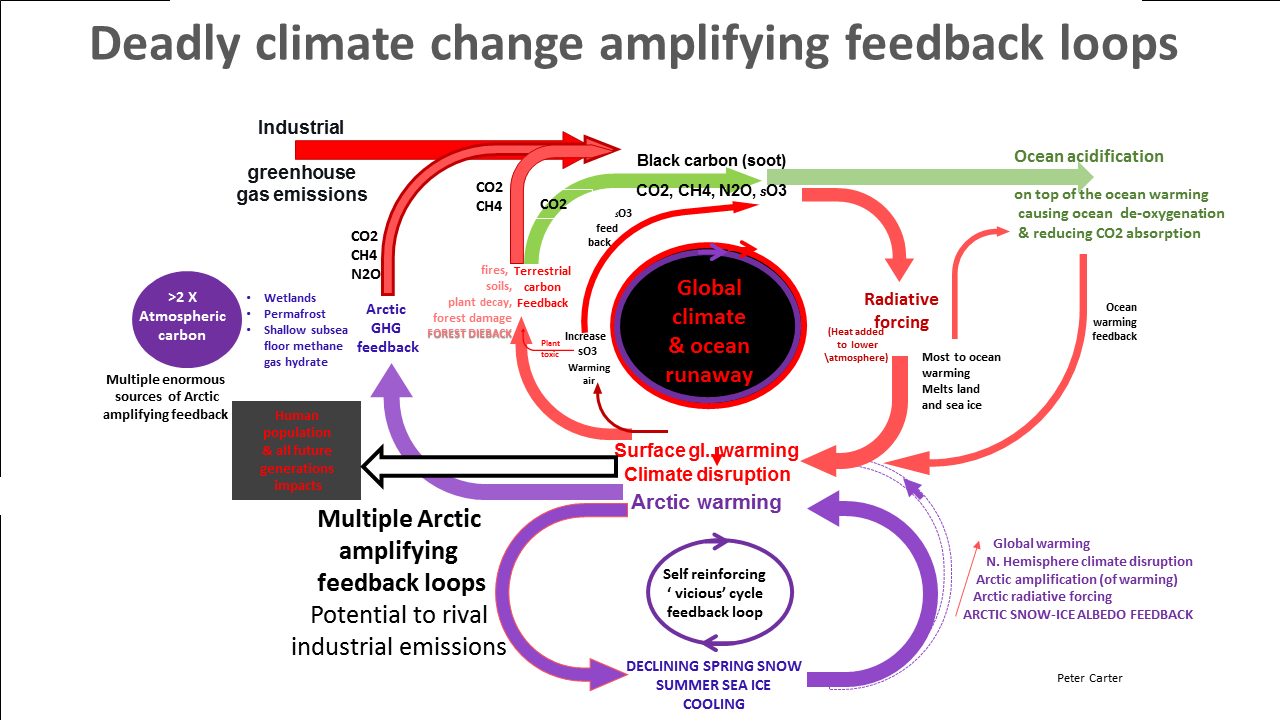 Deadly climate change amplifying feedback loops
Industrial
greenhouse
gas emissions
Black carbon (soot)
CO2, CH4, N2O, sO3
Ocean acidification
on top of the ocean warming
causing ocean de-oxygenation
& reducing CO2 absorption
CO2
CH4
CO2
sO3
feed
back
CO2
CH4
N2O
>2 X
Atmospheric
carbon
• Wetlands
• Permafrost
• Shallow subsea
floor methane
gas hydrate
Multiple enormous
sources of Arctic
amplifying feedback
Arctic
GHG
feedback
fires,
soils,
plant decay,
forest damage
FOREST DIEBACK
Terrestrial
carbon
Feedback
Plant
toxic
Increase
sO3
Warming
air
Global
climate
& ocean
runaway
Radiative
forcing
(Heat added
to lower
\atmosphere)
Most to ocean
warming
Melts land
and sea ice
Ocean
warming
feedback
Human
population
& all future
generations
impacts
Surface gl..warming
Climate disruption
Arctic warming
Multiple Arctic
amplifying
feedback loops
Potential to rival
industrial emissions
Self reinforcing
‘ vicious’ cycle
feedback loop
Global warming
N. Hemisphere climate disruption
Arctic amplification (of warming)
Arctic radiative forcing
ARCTIC SNOW-ICE ALBEDO FEEDBACK
DECLINING SPRING SNOW
SUMMER SEA ICE
COOLING
Peter Carter